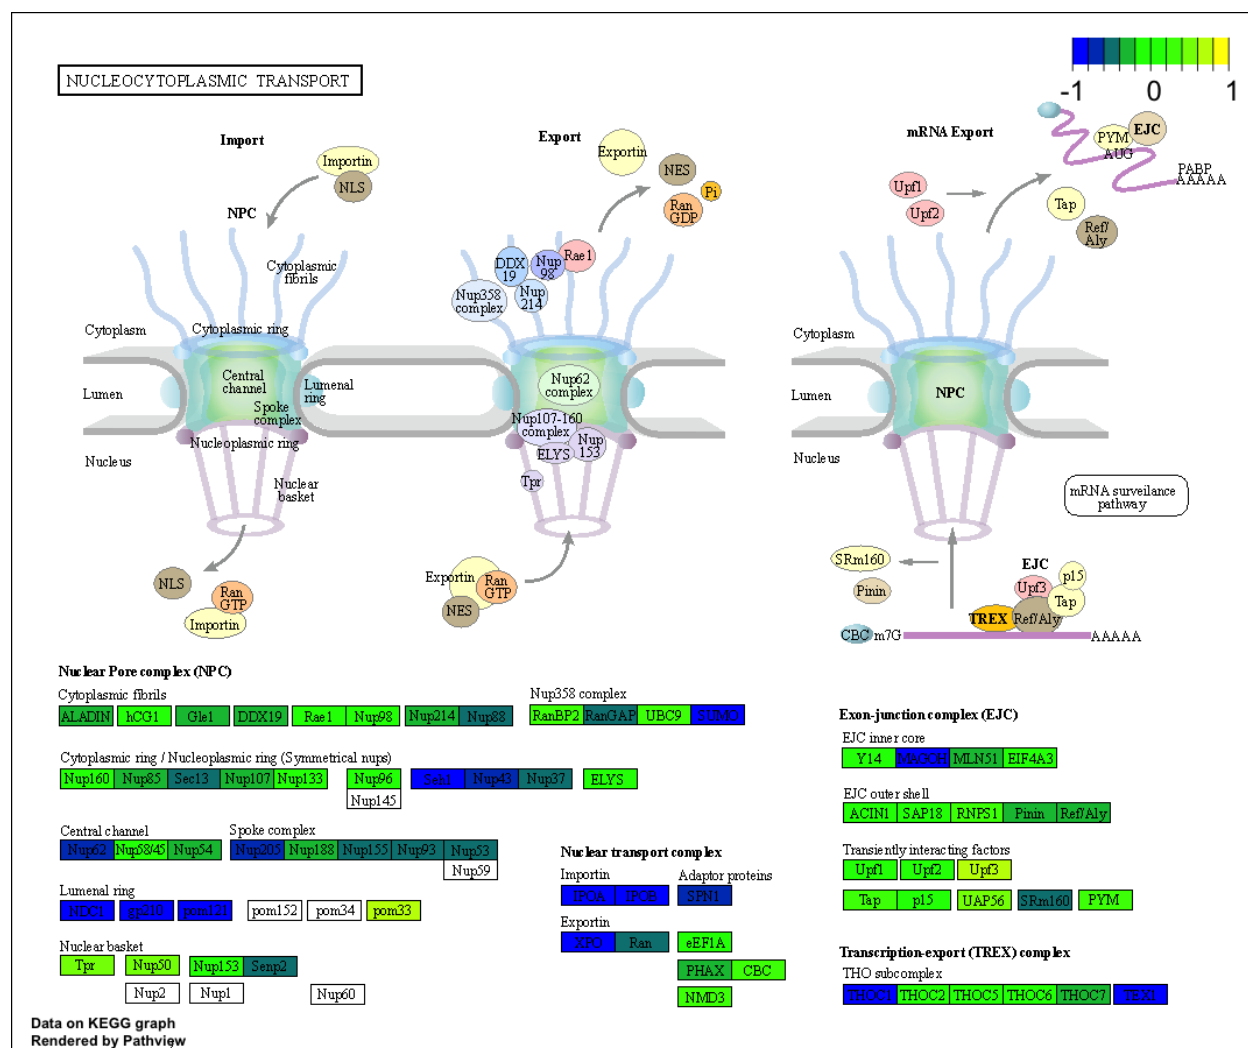 NUCLEOCYTOPLASMIC TRANSPORT
-1 0 1
Import
Importin
NLS
NPC
Cytoplasmic
fibrils
Cytoplasm
Cytoplasmic ring
Central
channel
Lumenal
ring
Lumen
Spoke
complex
Nucleoplasmic ring
Nucleus
Nuclear
basket
NLS
Ran
GTP
Importin
Export
Exportin
NES
Pi
Ran
GDP
DDX
19
Nup
98
Rae1
Nup358
complex
Nup
214
Nup62
complex
Nup107-160
complex
Nup
153
ELYS
Tpr
Exportin
Ran
GTP
NES
mRNA Export
PYM
EJC
AUG
PABP
AAAAA
Upf1
Upf2
Tap
Ref/
Aly
Cytoplasm
Lumen
NPC
Nucleus
mRNA surveilance
pathway
SRm160
Pinin
EJC
Upf3
p15
Tap
TREX
Ref/Aly
CBC m7G
AAAAA
Nuclear Pore complex (NPC)
Cytoplasmic fibrils
ALADIN hCG1 Gle1 DDX19 Rae1 Nup98 Nup214 Nup88
Nup358 complex
RanBP2 RanGAP UBC9 SUMO
Cytoplasmic ring / Nucleoplasmic ring (Symmetrical nups)
Nup160 Nup85 Sec13 Nup107 Nup133 Nup96 Seh1 Nup43 Nup37 ELYS
Nup145
Central channel
Nup62 Nup58/45 Nup54
Spoke complex
Nup205 Nup188 Nup155 Nup93 Nup53
Nup59
Lumenal ring
NDC1 gp210 pom121 pom152 pom34 pom33
Nuclear basket
Tpr Nup50 Nup153 Senp2
Nup2 Nup1 Nup60
Nuclear transport complex
Importin
IPOA IPOB
Adaptor proteins
SPN1
Exportin
XPO Ran eEF1A
PHAX CBC
NMD3
Exon-junction complex (EJC)
EJC inner core
Y14 MAGOH MLN51 EIF4A3
EJC outer shell
ACIN1 SAP18 RNPS1 Pinin Ref/Aly
Transiently interacting factors
Upf1 Upf2 Upf3
Tap p15 UAP56 SRm160 PYM
Transcription-export (TREX) complex
THO subcomplex
THOC1 THOC2 THOC5 THOC6 THOC7 TEX1
Data on KEGG graph
Rendered by Pathview